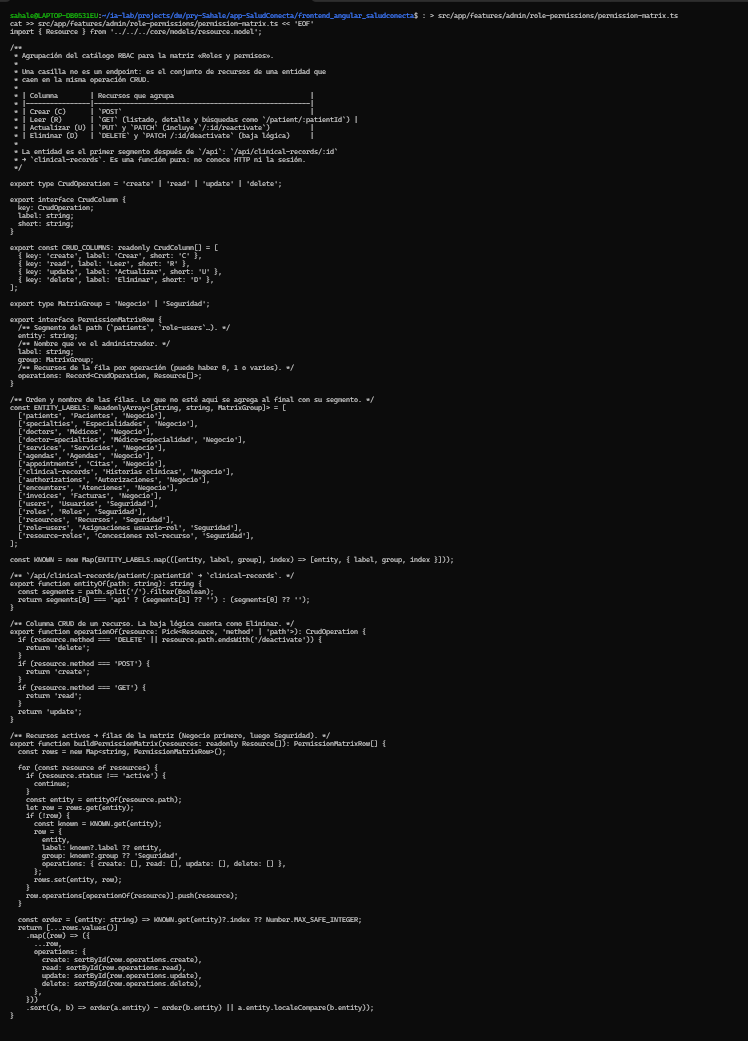 sahale@LAPTOP-DB0S31EU:~/ia-lab/projects/dw/pry-Sahale/app-SaludConecta/frontend_angular_saludconecta$ : > src/app/features/admin/role-permissions/permission-matrix.ts
cat >> src/app/features/admin/role-permissions/permission-matrix.ts << 'EOF'
import { Resource } from '../../../core/models/resource.model';

/**
 * Agrupación del catálogo RBAC para la matriz «Roles y permisos».
 *
 * Una casilla no es un endpoint: es el conjunto de recursos de una entidad que
 * caen en la misma operación CRUD.
 *
 * | Columna        | Recursos que agrupa                                              |
 * |----------------|------------------------------------------------------------------|
 * | Crear (C)      | `POST`                                                           |
 * | Leer (R)       | `GET` (listado, detalle y búsquedas como `/patient/:patientId`) |
 * | Actualizar (U) | `PUT` y `PATCH` (incluye `/:id/reactivate`)          |
 * | Eliminar (D)   | `DELETE` y `PATCH /:id/deactivate` (baja lógica)     |
 *
 * La entidad es el primer segmento después de `/api`: `/api/clinical-records/:id`
 * → `clinical-records`. Es una función pura: no conoce HTTP ni la sesión.
 */

export type CrudOperation = 'create' | 'read' | 'update' | 'delete';

export interface CrudColumn {
  key: CrudOperation;
  label: string;
  short: string;
}

export const CRUD_COLUMNS: readonly CrudColumn[] = [
  { key: 'create', label: 'Crear', short: 'C' },
  { key: 'read', label: 'Leer', short: 'R' },
  { key: 'update', label: 'Actualizar', short: 'U' },
  { key: 'delete', label: 'Eliminar', short: 'D' },
];

export type MatrixGroup = 'Negocio' | 'Seguridad';

export interface PermissionMatrixRow {
  /** Segmento del path (`patients`, `role-users`…). */
  entity: string;
  /** Nombre que ve el administrador. */
  label: string;
  group: MatrixGroup;
  /** Recursos de la fila por operación (puede haber 0, 1 o varios). */
  operations: Record<CrudOperation, Resource[]>;
}

/** Orden y nombre de las filas. Lo que no esté aquí se agrega al final con su segmento. */
const ENTITY_LABELS: ReadonlyArray<[string, string, MatrixGroup]> = [
  ['patients', 'Pacientes', 'Negocio'],
  ['specialties', 'Especialidades', 'Negocio'],
  ['doctors', 'Médicos', 'Negocio'],
  ['doctor-specialties', 'Médico-especialidad', 'Negocio'],
  ['services', 'Servicios', 'Negocio'],
  ['agendas', 'Agendas', 'Negocio'],
  ['appointments', 'Citas', 'Negocio'],
  ['clinical-records', 'Historias clínicas', 'Negocio'],
  ['authorizations', 'Autorizaciones', 'Negocio'],
  ['encounters', 'Atenciones', 'Negocio'],
  ['invoices', 'Facturas', 'Negocio'],
  ['users', 'Usuarios', 'Seguridad'],
  ['roles', 'Roles', 'Seguridad'],
  ['resources', 'Recursos', 'Seguridad'],
  ['role-users', 'Asignaciones usuario-rol', 'Seguridad'],
  ['resource-roles', 'Concesiones rol-recurso', 'Seguridad'],
];

const KNOWN = new Map(ENTITY_LABELS.map(([entity, label, group], index) => [entity, { label, group, index }]));

/** `/api/clinical-records/patient/:patientId` → `clinical-records`. */
export function entityOf(path: string): string {
  const segments = path.split('/').filter(Boolean);
  return segments[0] === 'api' ? (segments[1] ?? '') : (segments[0] ?? '');
}

/** Columna CRUD de un recurso. La baja lógica cuenta como Eliminar. */
export function operationOf(resource: Pick<Resource, 'method' | 'path'>): CrudOperation {
  if (resource.method === 'DELETE' || resource.path.endsWith('/deactivate')) {
    return 'delete';
  }
  if (resource.method === 'POST') {
    return 'create';
  }
  if (resource.method === 'GET') {
    return 'read';
  }
  return 'update';
}

/** Recursos activos → filas de la matriz (Negocio primero, luego Seguridad). */
export function buildPermissionMatrix(resources: readonly Resource[]): PermissionMatrixRow[] {
  const rows = new Map<string, PermissionMatrixRow>();

  for (const resource of resources) {
    if (resource.status !== 'active') {
      continue;
    }
    const entity = entityOf(resource.path);
    let row = rows.get(entity);
    if (!row) {
      const known = KNOWN.get(entity);
      row = {
        entity,
        label: known?.label ?? entity,
        group: known?.group ?? 'Seguridad',
        operations: { create: [], read: [], update: [], delete: [] },
      };
      rows.set(entity, row);
    }
    row.operations[operationOf(resource)].push(resource);
  }

  const order = (entity: string) => KNOWN.get(entity)?.index ?? Number.MAX_SAFE_INTEGER;
  return [...rows.values()]
    .map((row) => ({
      ...row,
      operations: {
        create: sortById(row.operations.create),
        read: sortById(row.operations.read),
        update: sortById(row.operations.update),
        delete: sortById(row.operations.delete),
      },
    }))
    .sort((a, b) => order(a.entity) - order(b.entity) || a.entity.localeCompare(b.entity));
}